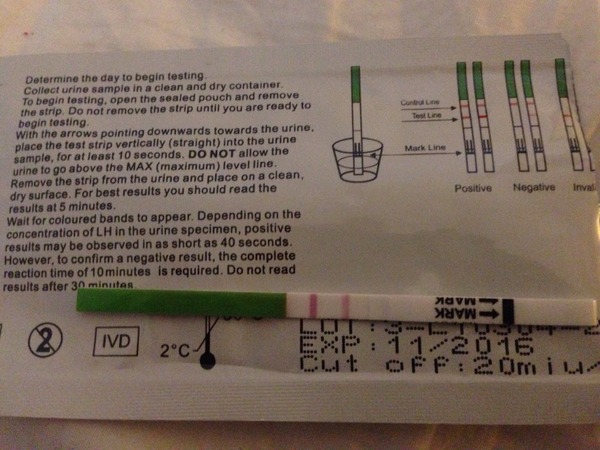 Determine the day to begin testing.
Collect urine sample in a clean and dry container.
To begin testing, open the sealed pouch and remove
the strip. Do not remove the strip until you are ready to
begin testing.
With the arrows pointing downwards towards the urine,
place the test strip vertically (straight) into the urine
sample, for at least 10 seconds. DO NOT allow the
urine to go above the MAX (maximum) level line.
Remove the strip from the urine and place on a clean,
dry surface. For best results you should read the
results at 5 minutes.
Wait for coloured bands to appear. Depending on the
concentration of LH in the urine specimen, positive
results may be observed in as short as 40 seconds.
However, to confirm a negative result, the complete
reaction time of 10 minutes is required. Do not read
results after 30 minutes
Control Line
Test Line
Mark Line
Positive
Negative
Inval
MARK
MARK
2
IVD
2°C
EXP: 11/2016
Cut off:20miu/